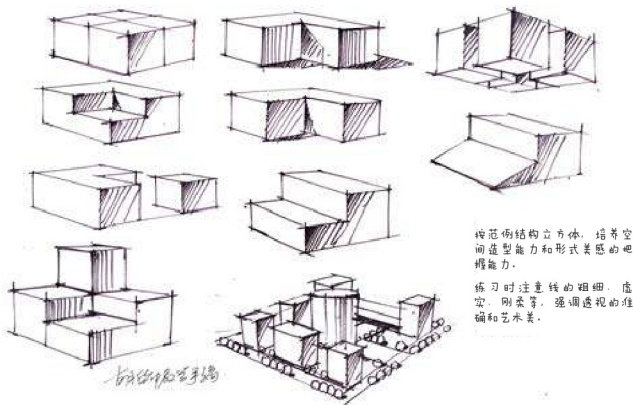 按范例结构立方体，培养空
间造型能力和形式美感的把
握能力。
练习时注意线的粗细、虚
实、刚柔等，强调透视的准
确和艺术美。